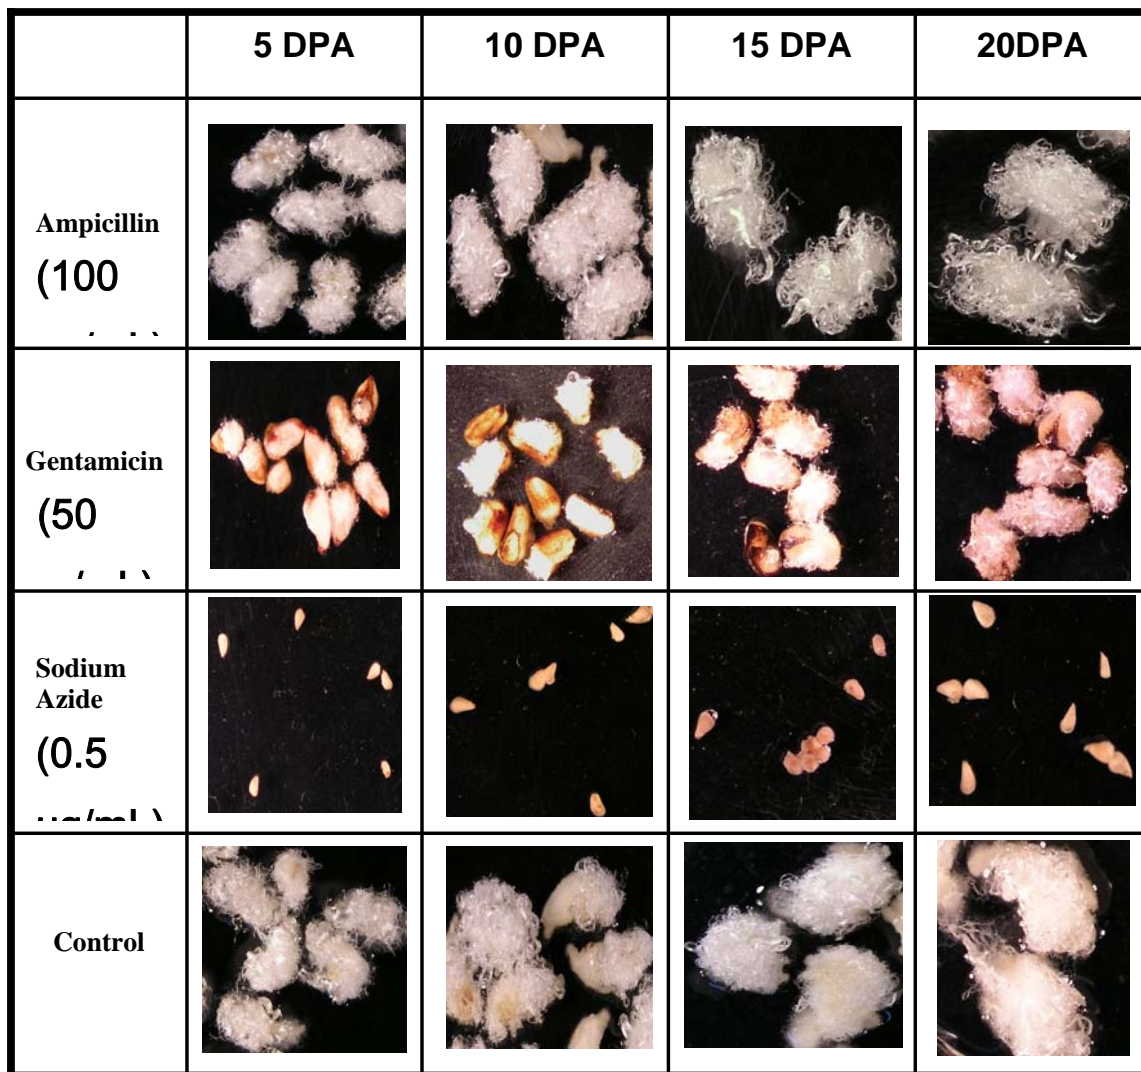 5 DPA 10 DPA 15 DPA 20DPA
Ampicillin
(100
Gentamicin
(50
Sodium
Azide
(0.5
Control